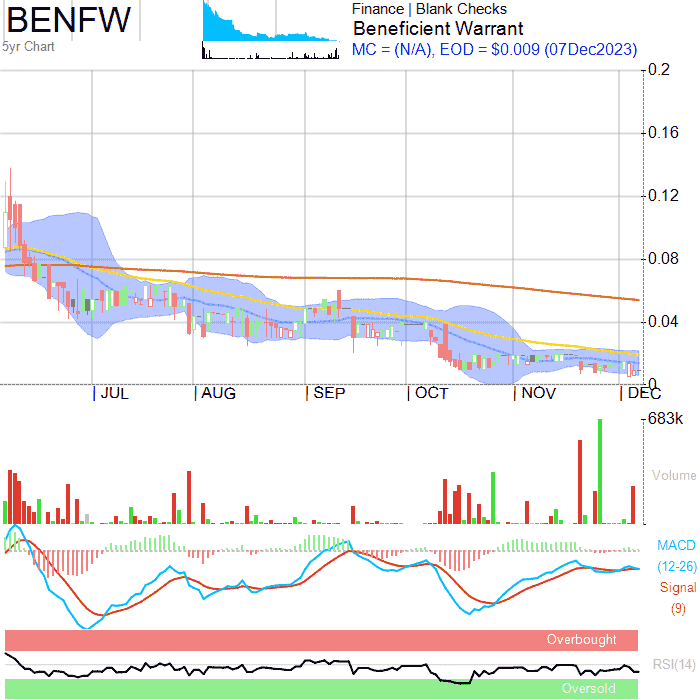 BENFW
5yr Chart
Finance | Blank Checks
Beneficient Warrant
MC = (N/A), EOD = $0.009 (07Dec2023)
0.2
0.16
0.12
0.08
0.04
0
JUL AUG SEP OCT NOV DEC
683k
Volume
MACD
(12-26)
Signal
(9)
Overbought
RSI(14)
Oversold